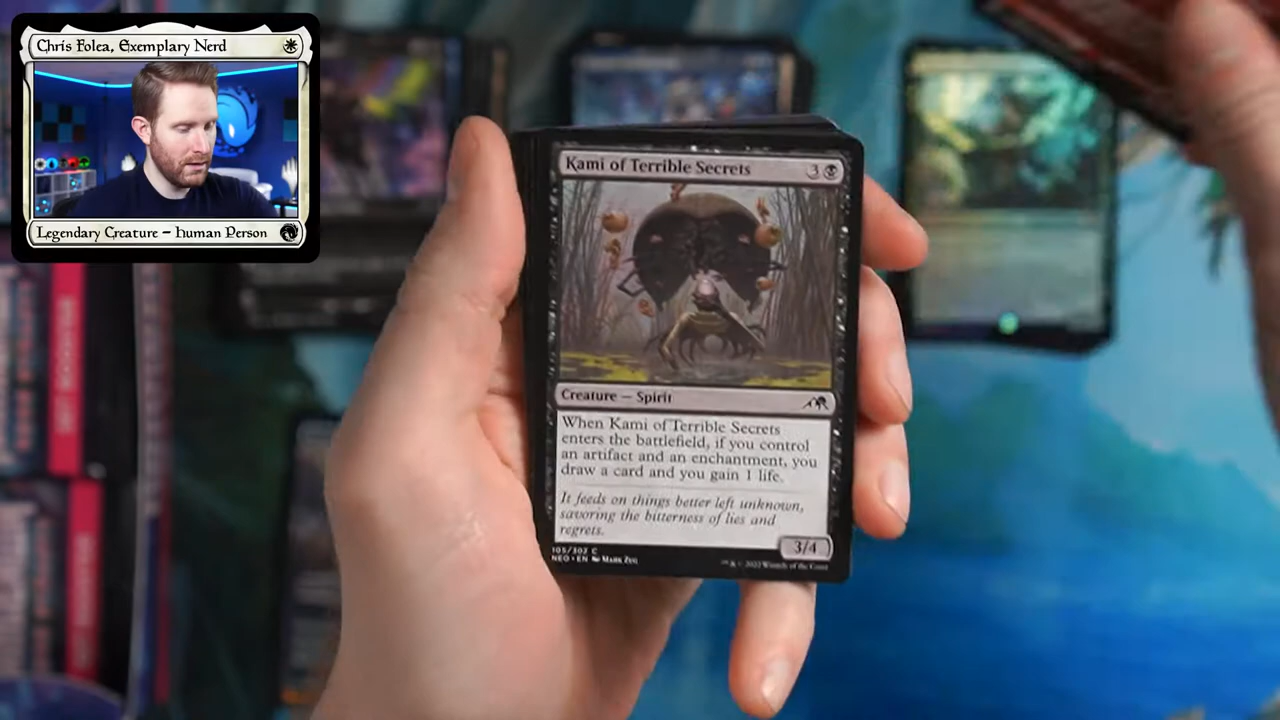 Chris Folea, Exemplary Nerd
Legendary Creature – Human Person
Kami of Terrible Secrets 3
Creature — Spirit
When Kami of Terrible Secrets
enters the battlefield, if you control
an artifact and an enchantment, you
draw a card and you gain 1 life.
It feeds on things better left unknown,
savoring the bitterness of lies and
regrets.
3/4
105/302 C
NEO • EN Mark Zug
2022 Wizards of the Coast